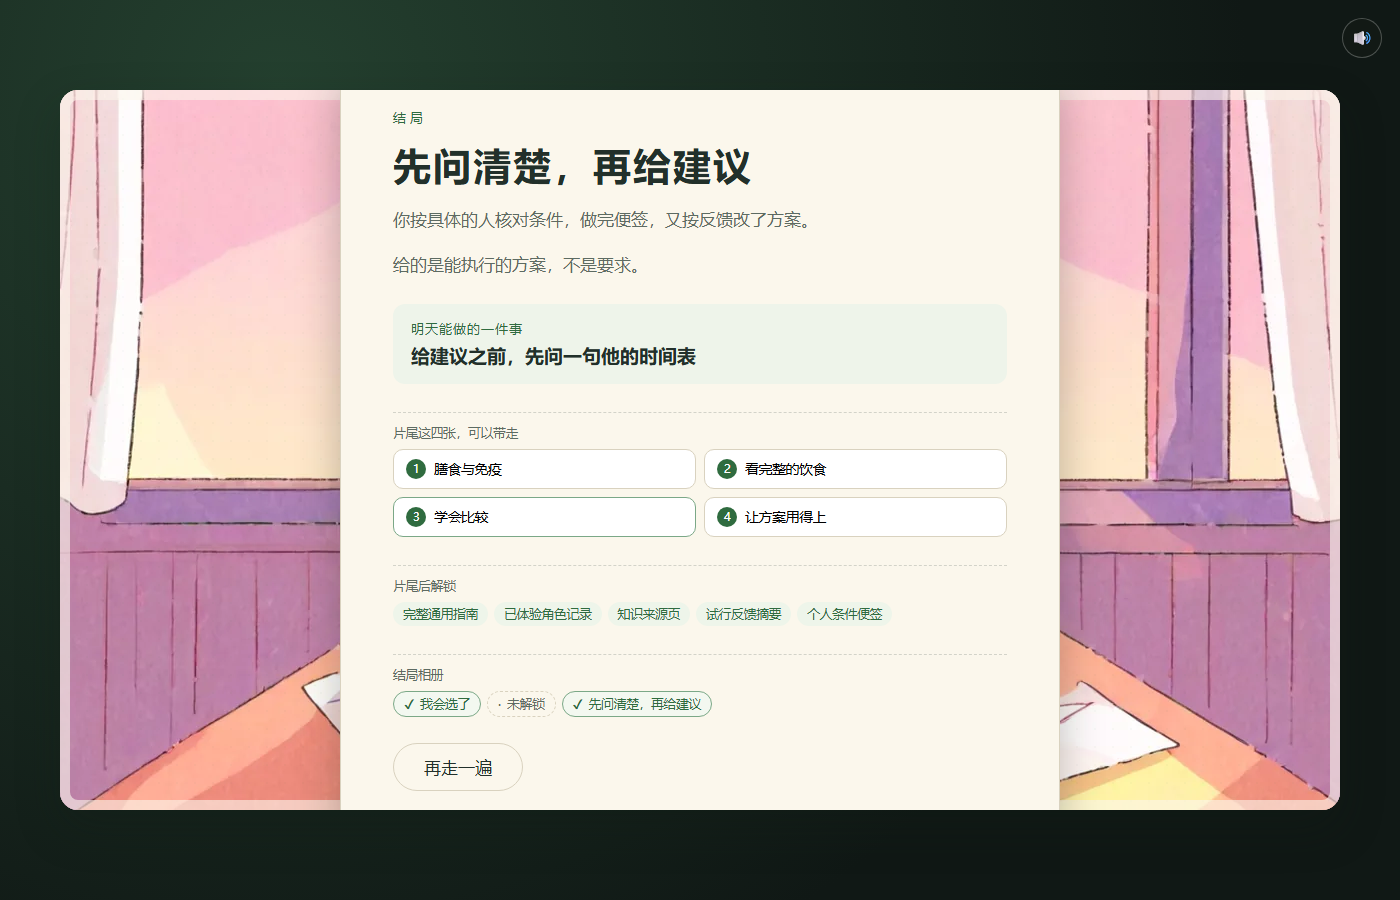 结局
先问清楚，再给建议
你按具体的人核对条件，做完便签，又按反馈改了方案。
给的是能执行的方案，不是要求。
明天能做的一件事
给建议之前，先问一句他的时间表
片尾这四张，可以带走
1 膳食与免疫
2 看完整的饮食
3 学会比较
4 让方案用得上
片尾后解锁
完整通用指南 已体验角色记录 知识来源页 试行反馈摘要 个人条件便签
结局相册
✓ 我会选了 · 未解锁 ✓ 先问清楚，再给建议
再走一遍